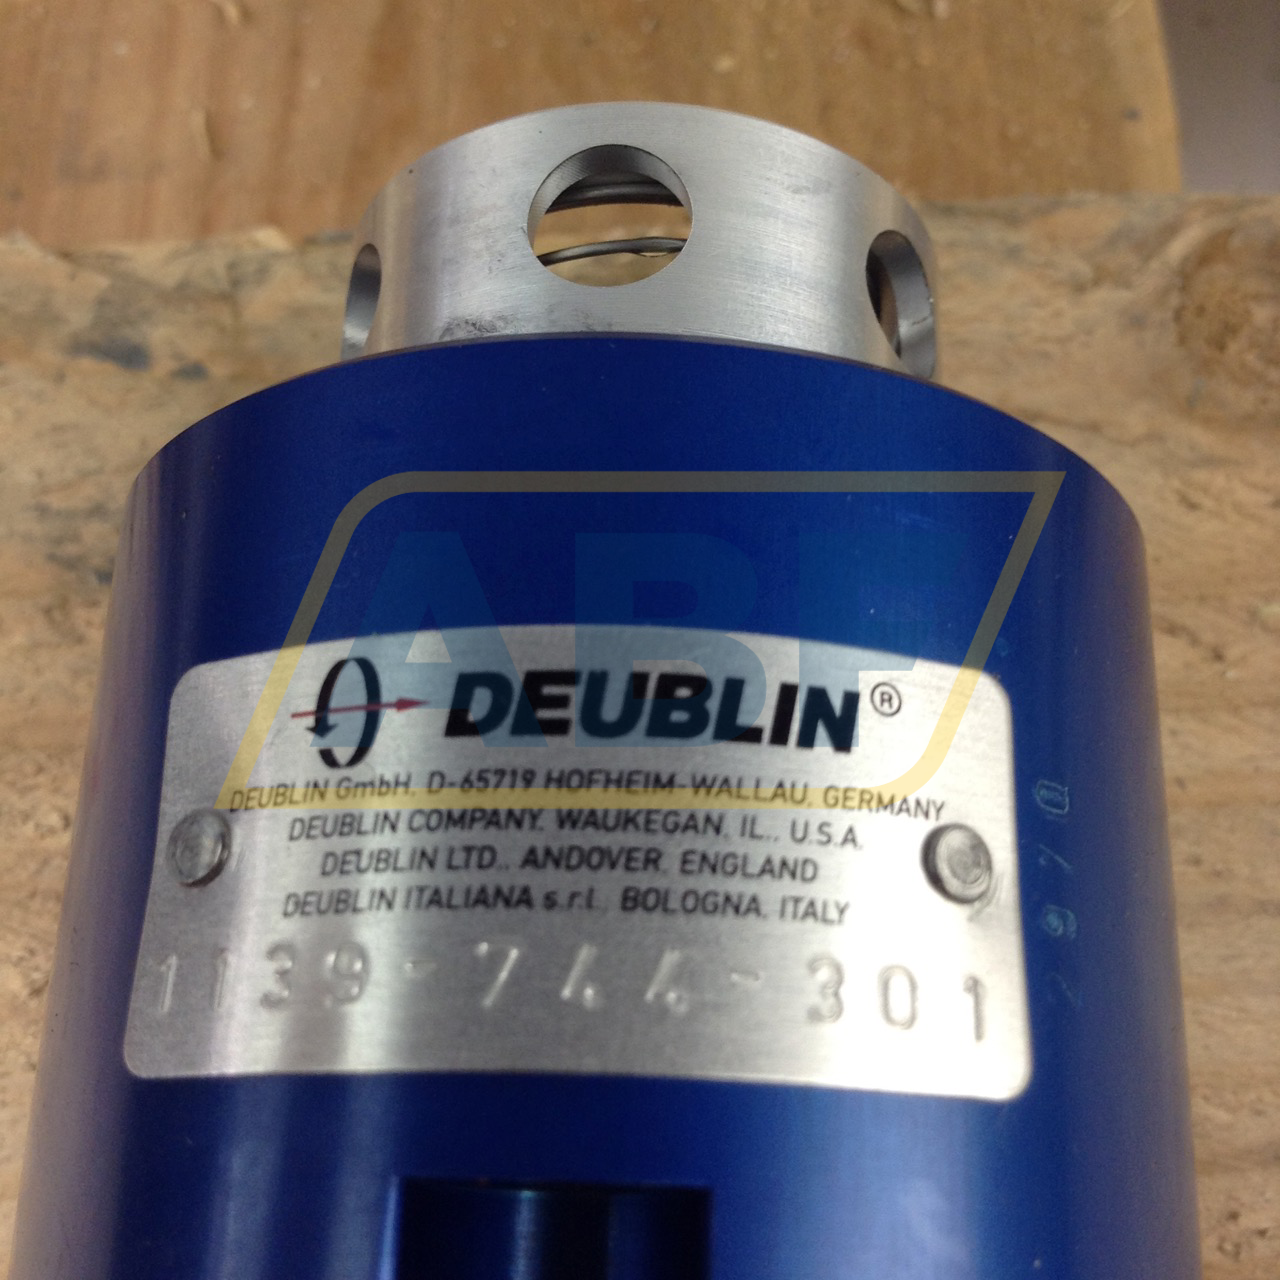 ABF
DEUBLIN®
DEUBLIN GmbH, D-65719 HOFHEIM-WALLAU, GERMANY
DEUBLIN COMPANY, WAUKEGAN, IL., U.S.A.
DEUBLIN LTD., ANDOVER, ENGLAND
DEUBLIN ITALIANA s.r.l., BOLOGNA, ITALY
1139-744-301